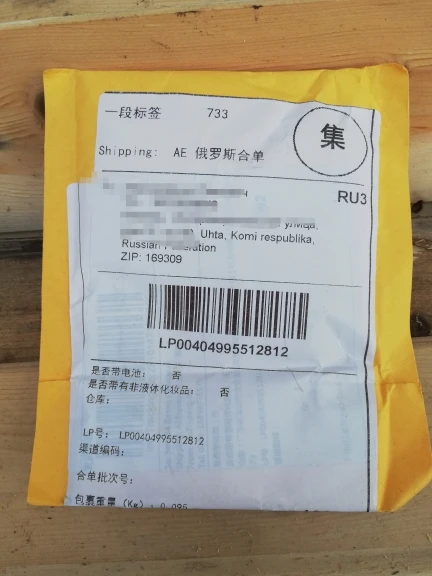 一段标签 733
集
Shipping: AE 俄罗斯合单
RU3
улица,
Uhta, Komi respublika,
Russian Federation
ZIP: 169309
LP00404995512812
是否带电池: 否
是否带有非液体化妆品: 否
仓库:
LP号: LP00404995512812
渠道编码:
合单批次号:
包裹重量 (Kg): 0.095